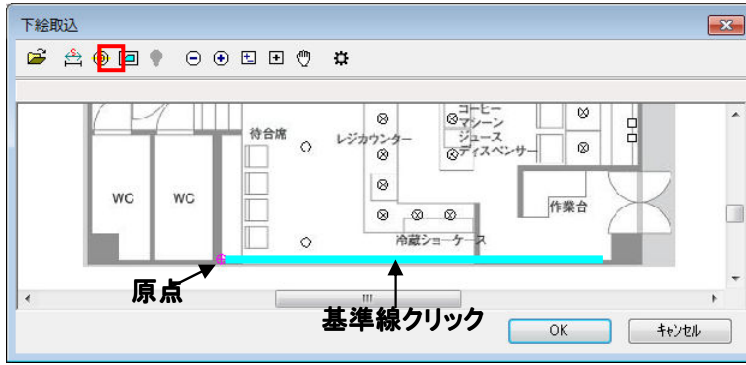 下絵取込
待合席
レジカウンター
コーヒー
マシーン
ジュース
ディスペンサー
WC
WC
作業台
冷蔵ショーケース
原点
基準線クリック
OK
キャンセル